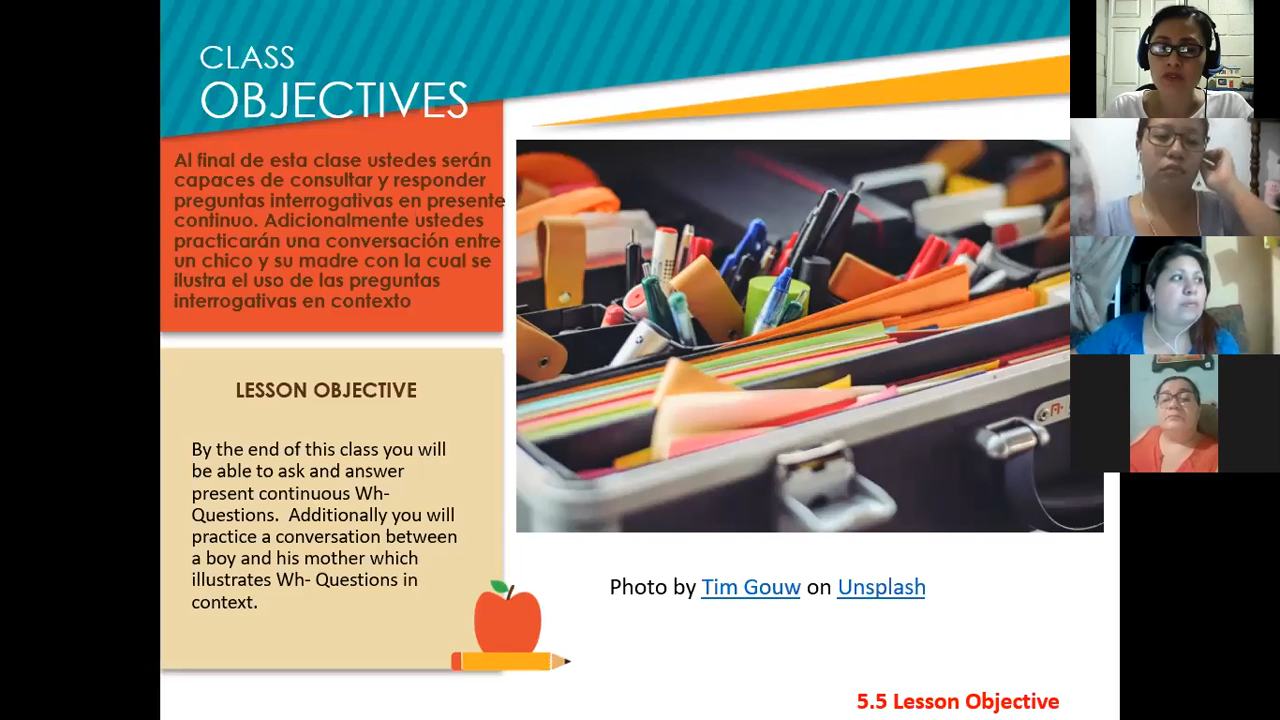 CLASS
OBJECTIVES
Al final de esta clase ustedes serán
capaces de consultar y responder
preguntas interrogativas en presente
continuo. Adicionalmente ustedes
practicarán una conversación entre
un chico y su madre con la cual se
ilustra el uso de las preguntas
interrogativas en contexto
LESSON OBJECTIVE
By the end of this class you will
be able to ask and answer
present continuous Wh-
Questions. Additionally you will
practice a conversation between
a boy and his mother which
illustrates Wh- Questions in
context.
Photo by Tim Gouw on Unsplash
5.5 Lesson Objective